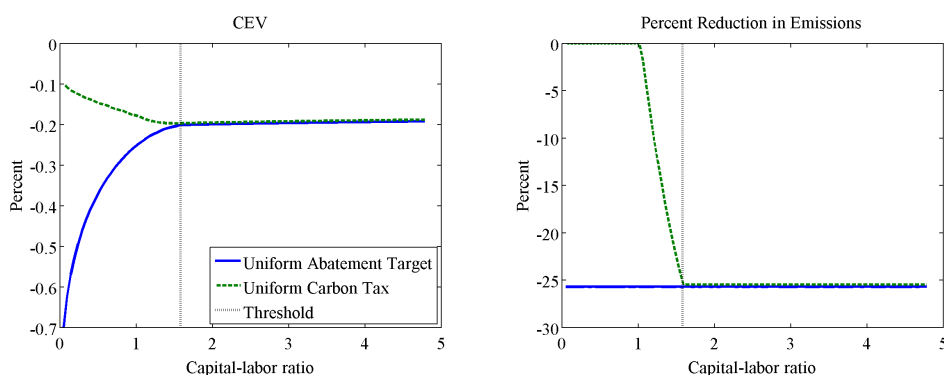 CEV
0
-0.1
-0.2
-0.3
-0.4
-0.5
-0.6
-0.7
Percent
0 1 2 3 4 5
Capital-labor ratio
Uniform Abatement Target
Uniform Carbon Tax
Threshold
Percent Reduction in Emissions
0
-5
-10
-15
-20
-25
-30
Percent
0 1 2 3 4 5
Capital-labor ratio